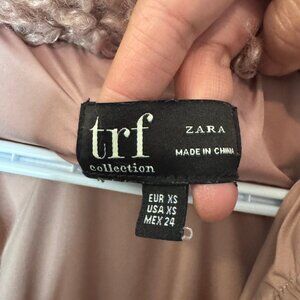 trf
collection
ZARA
MADE IN CHINA
EUR XS
USA XS
MEX 24